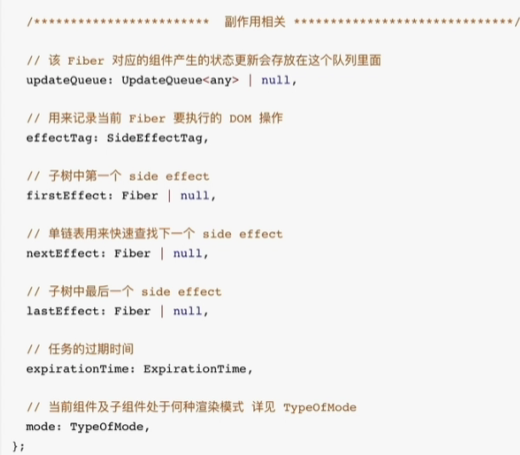 /************************  副作用相关 ******************************/
// 该 Fiber 对应的组件产生的状态更新会存放在这个队列里面
updateQueue: UpdateQueue<any> | null,
// 用来记录当前 Fiber 要执行的 DOM 操作
effectTag: SideEffectTag,
// 子树中第一个 side effect
firstEffect: Fiber | null,
// 单链表用来快速查找下一个 side effect
nextEffect: Fiber | null,
// 子树中最后一个 side effect
lastEffect: Fiber | null,
// 任务的过期时间
expirationTime: ExpirationTime,
// 当前组件及子组件处于何种渲染模式 详见 TypeOfMode
mode: TypeOfMode,
};